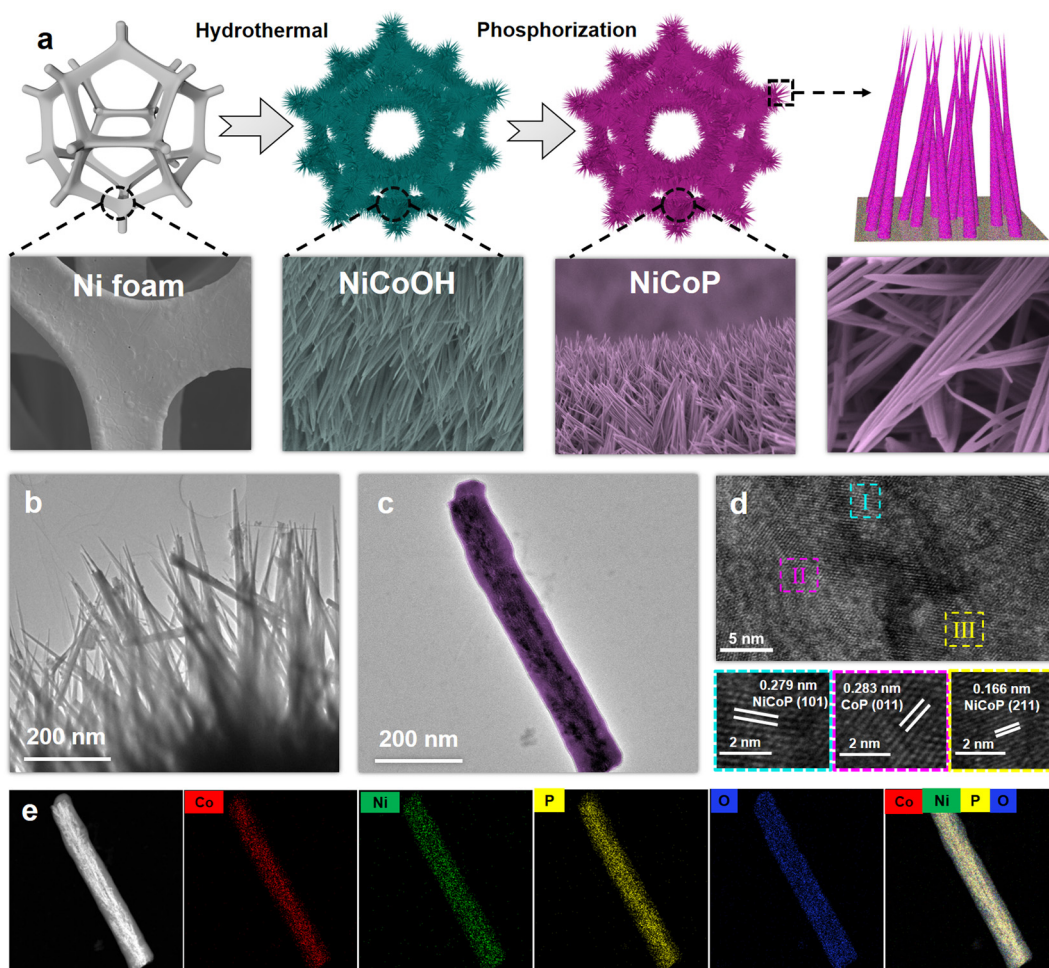 a
Hydrothermal
Phosphorization
Ni foam
NiCoOH
NiCoP
b
200 nm
c
200 nm
d
I
II
III
5 nm
0.279 nm
NiCoP (101)
2 nm
0.283 nm
CoP (011)
2 nm
0.166 nm
NiCoP (211)
2 nm
e
Co
Ni
P
O
Co Ni P O